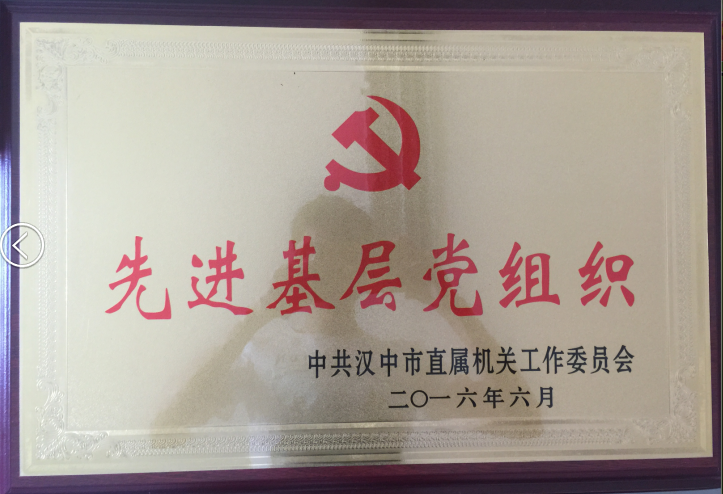 先进基层党组织
中共汉中市直属机关工作委员会
二〇一六年六月